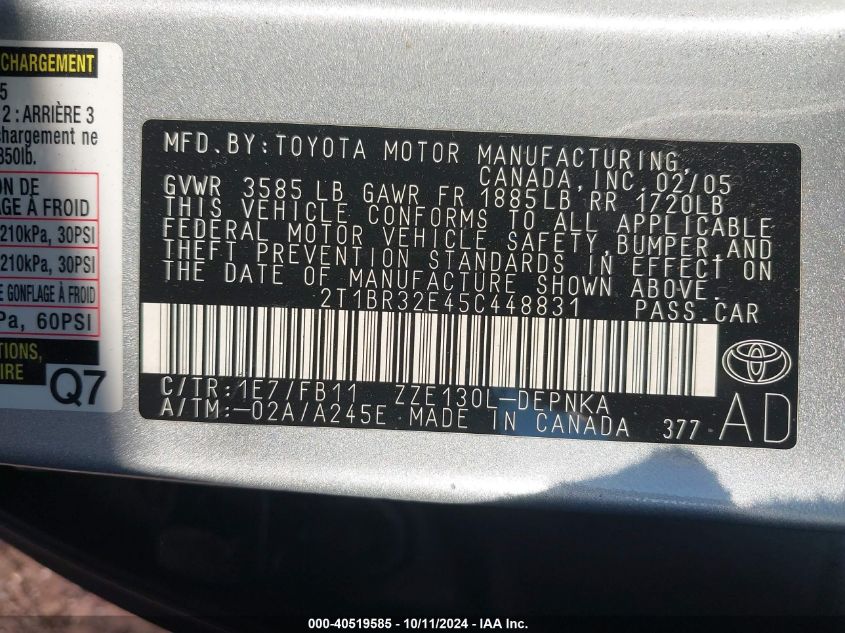 CHARGEMENT
5
2 : ARRIÈRE 3
chargement ne
850lb.
ON DE
GE À FROID
210kPa, 30PSI
210kPa, 30PSI
GONFLAGE À FROID
Pa, 60PSI
TIONS,
IRE
Q7
MFD. BY: TOYOTA MOTOR MANUFACTURING,
CANADA, INC. 02/05
GVWR 3585 LB GAWR FR 1885LB RR 1720LB
THIS VEHICLE CONFORMS TO ALL APPLICABLE
FEDERAL MOTOR VEHICLE SAFETY, BUMPER, AND
THEFT PREVENTION STANDARDS IN EFFECT ON
THE DATE OF MANUFACTURE SHOWN ABOVE.
2T1BR32E45C448831 PASS. CAR
C/TR: 1E7/FB11 ZZE130L-DEPNKA
A/TM: -02A/A245E MADE IN CANADA 377 AD
000-40519585 - 10/11/2024 - IAA Inc.